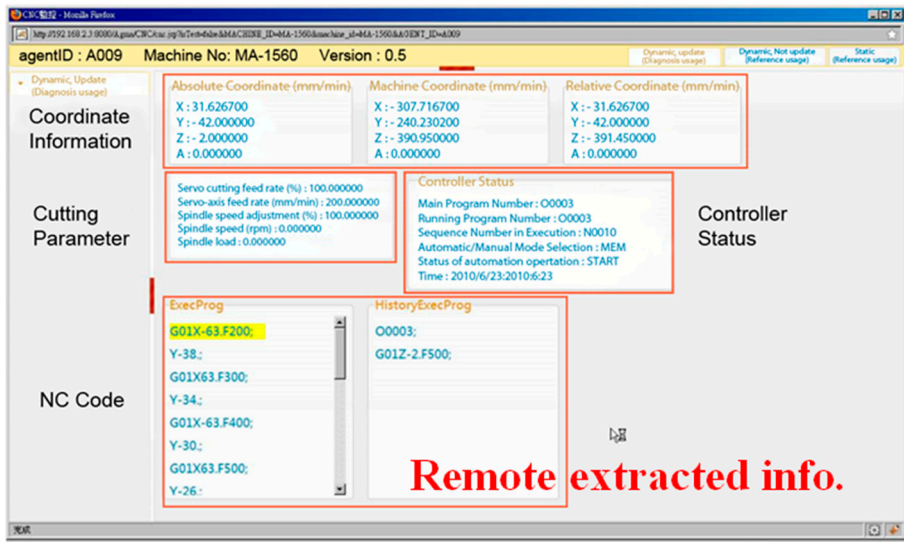 CNC監控 - Mozilla Firefox
agentID : A009 Machine No: MA-1560 Version : 0.5
Dynamic, update
(Diagnosis usage)
Dynamic, Not update
(Reference usage)
Static
(Reference usage)
Dynamic, Update
(Diagnosis usage)
Coordinate
Information
Absolute Coordinate (mm/min)
X : 31.626700
Y : - 42.000000
Z : - 2.000000
A : 0.000000
Machine Coordinate (mm/min)
X : - 307.716700
Y : - 240.230200
Z : - 390.950000
A : 0.000000
Relative Coordinate (mm/min)
X : - 31.626700
Y : - 42.000000
Z : - 391.450000
A : 0.000000
Cutting
Parameter
Servo cutting feed rate (%) : 100.000000
Servo-axis feed rate (mm/min) : 200.000
Spindle speed adjustment (%) : 100.000
Spindle speed (rpm) : 0.000000
Spindle load : 0.000000
Controller Status
Main Program Number : O0003
Running Program Number : O0003
Sequence Number in Execution : N0010
Automatic/Manual Mode Selection : MEM
Status of automation opertation : START
Time : 2010/6/23:2010:6:23
Controller
Status
NC Code
ExecProg
G01X-63.F200;
Y-38.;
G01X63.F300;
Y-34.;
G01X-63.F400;
Y-30.;
G01X63.F500;
Y-26.;
HistoryExecProg
O0003;
G01Z-2.F500;
Remote extracted info.
完成